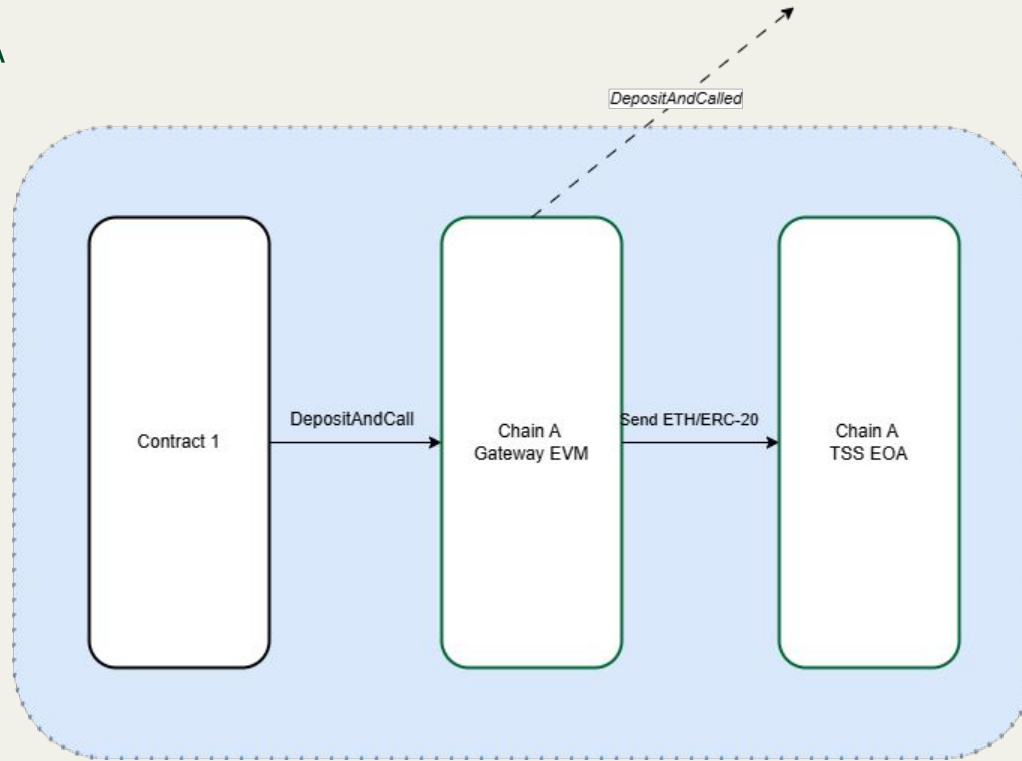 DepositAndCalled
DepositAndCall
Send ETH/ERC-20
Contract 1
Chain A
Gateway EVM
Chain A
TSS EOA